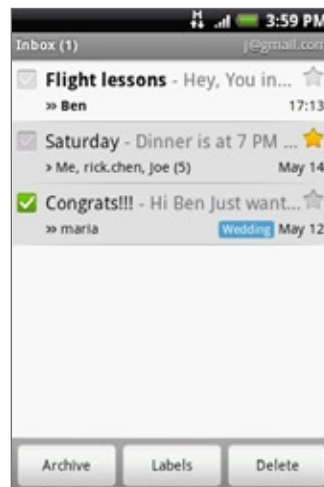 H 3:59 PM
Inbox (1) j@gmail.com
Flight lessons - Hey, You in...
» Ben 17:13
Saturday - Dinner is at 7 PM ...
› Me, rick.chen, Joe (5) May 14
Congrats!!! - Hi Ben Just want...
» maria Wedding May 12
Archive Labels Delete